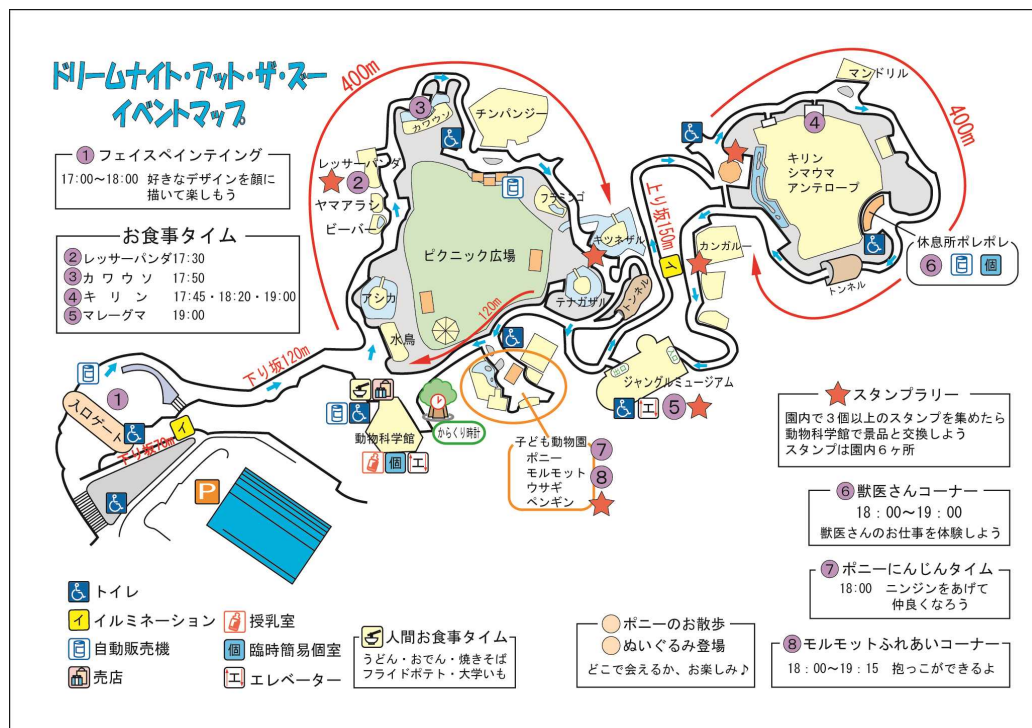 ドリームナイト・アット・ザ・ズー
イベントマップ
① フェイスペインテイング
17:00〜18:00 好きなデザインを顔に
描いて楽しもう
お食事タイム
② レッサーパンダ 17:30
③ カワウソ 17:50
④ キリン 17:45・18:20・19:00
⑤ マレーグマ 19:00
400m
③
カワウソ
チンパンジー
レッサーパンダ
②
ヤマアラシ
ビーバー
フラミンゴ
キツネザル
ピクニック広場
アシカ
テナガザル
トンネル
水鳥
120m
上り坂150m
イ
カンガルー
マンドリル
④
キリン
シマウマ
アンテロープ
400m
休息所ポレポレ
⑥ 個
トンネル
下り坂120m
①
入口ゲート
イ
下り坂70m
P
動物科学館
個 エ
からくり時計
ジャングルミュージアム
エ ⑤
子ども動物園
ポニー ⑦
モルモット ⑧
ウサギ
ペンギン
スタンプラリー
園内で3個以上のスタンプを集めたら
動物科学館で景品と交換しよう
スタンプは園内6ヶ所
⑥ 獣医さんコーナー
18:00〜19:00
獣医さんのお仕事を体験しよう
⑦ ポニーにんじんタイム
18:00 ニンジンをあげて
仲良くなろう
⑧ モルモットふれあいコーナー
18:00〜19:15 抱っこができるよ
トイレ
イ イルミネーション
自動販売機
売店
授乳室
個 臨時簡易個室
エ エレベーター
人間お食事タイム
うどん・おでん・焼きそば
フライドポテト・大学いも
ポニーのお散歩
ぬいぐるみ登場
どこで会えるか、お楽しみ♪